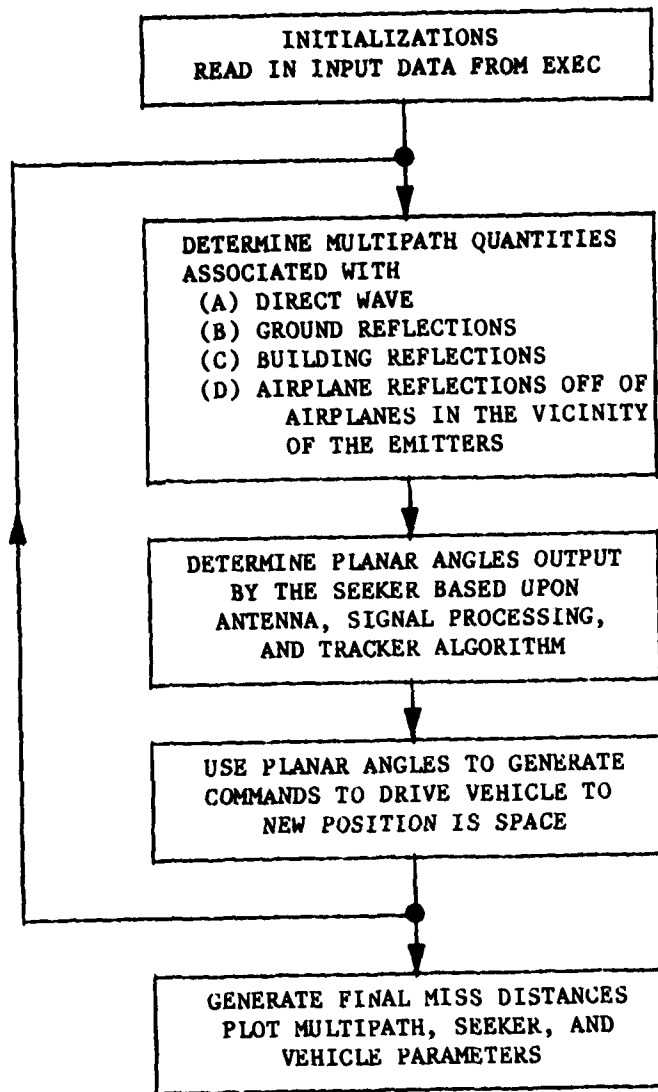 INITIALIZATIONS
READ IN INPUT DATA FROM EXEC
DETERMINE MULTIPATH QUANTITIES
ASSOCIATED WITH
(A) DIRECT WAVE
(B) GROUND REFLECTIONS
(C) BUILDING REFLECTIONS
(D) AIRPLANE REFLECTIONS OFF OF
AIRPLANES IN THE VICINITY
OF THE EMITTERS
DETERMINE PLANAR ANGLES OUTPUT
BY THE SEEKER BASED UPON
ANTENNA, SIGNAL PROCESSING,
AND TRACKER ALGORITHM
USE PLANAR ANGLES TO GENERATE
COMMANDS TO DRIVE VEHICLE TO
NEW POSITION IS SPACE
GENERATE FINAL MISS DISTANCES
PLOT MULTIPATH, SEEKER, AND
VEHICLE PARAMETERS